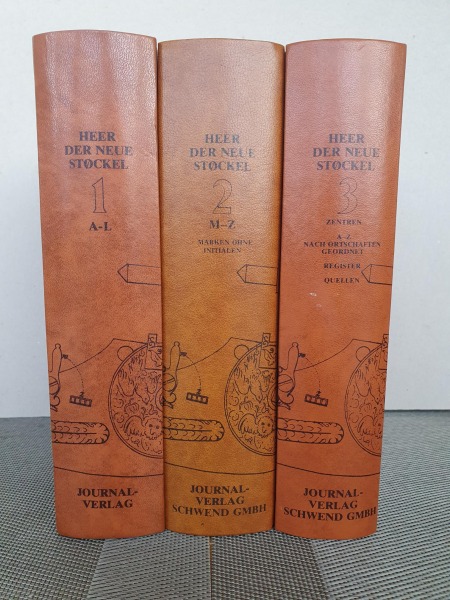 HEER
DER NEUE
STØCKEL
1
A-L
JOURNAL-
VERLAG
HEER
DER NEUE
STØCKEL
2
M-Z
MARKEN OHNE
INITIALEN
JOURNAL-
VERLAG
SCHWEND GMBH
HEER
DER NEUE
STØCKEL
3
ZENTREN
A-Z
NACH ORTSCHAFTEN
GEORDNET
REGISTER
QUELLEN
JOURNAL-
VERLAG
SCHWEND GMBH